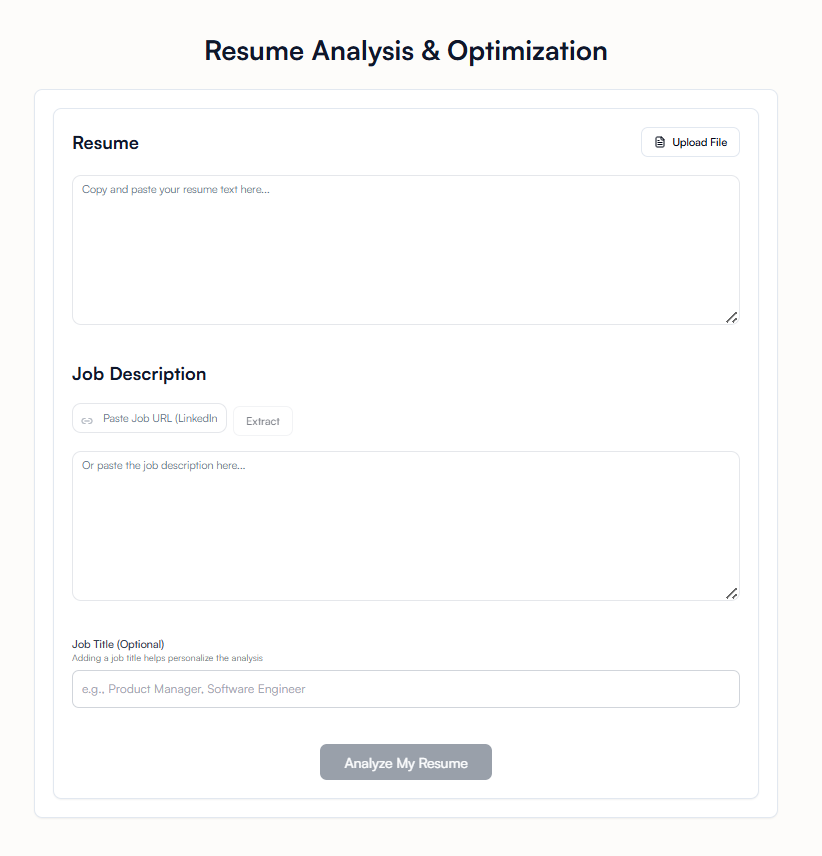 Resume Analysis & Optimization
Resume
Upload File
Copy and paste your resume text here...
Job Description
Paste Job URL (LinkedIn
Extract
Or paste the job description here...
Job Title (Optional)
Adding a job title helps personalize the analysis
e.g., Product Manager, Software Engineer
Analyze My Resume